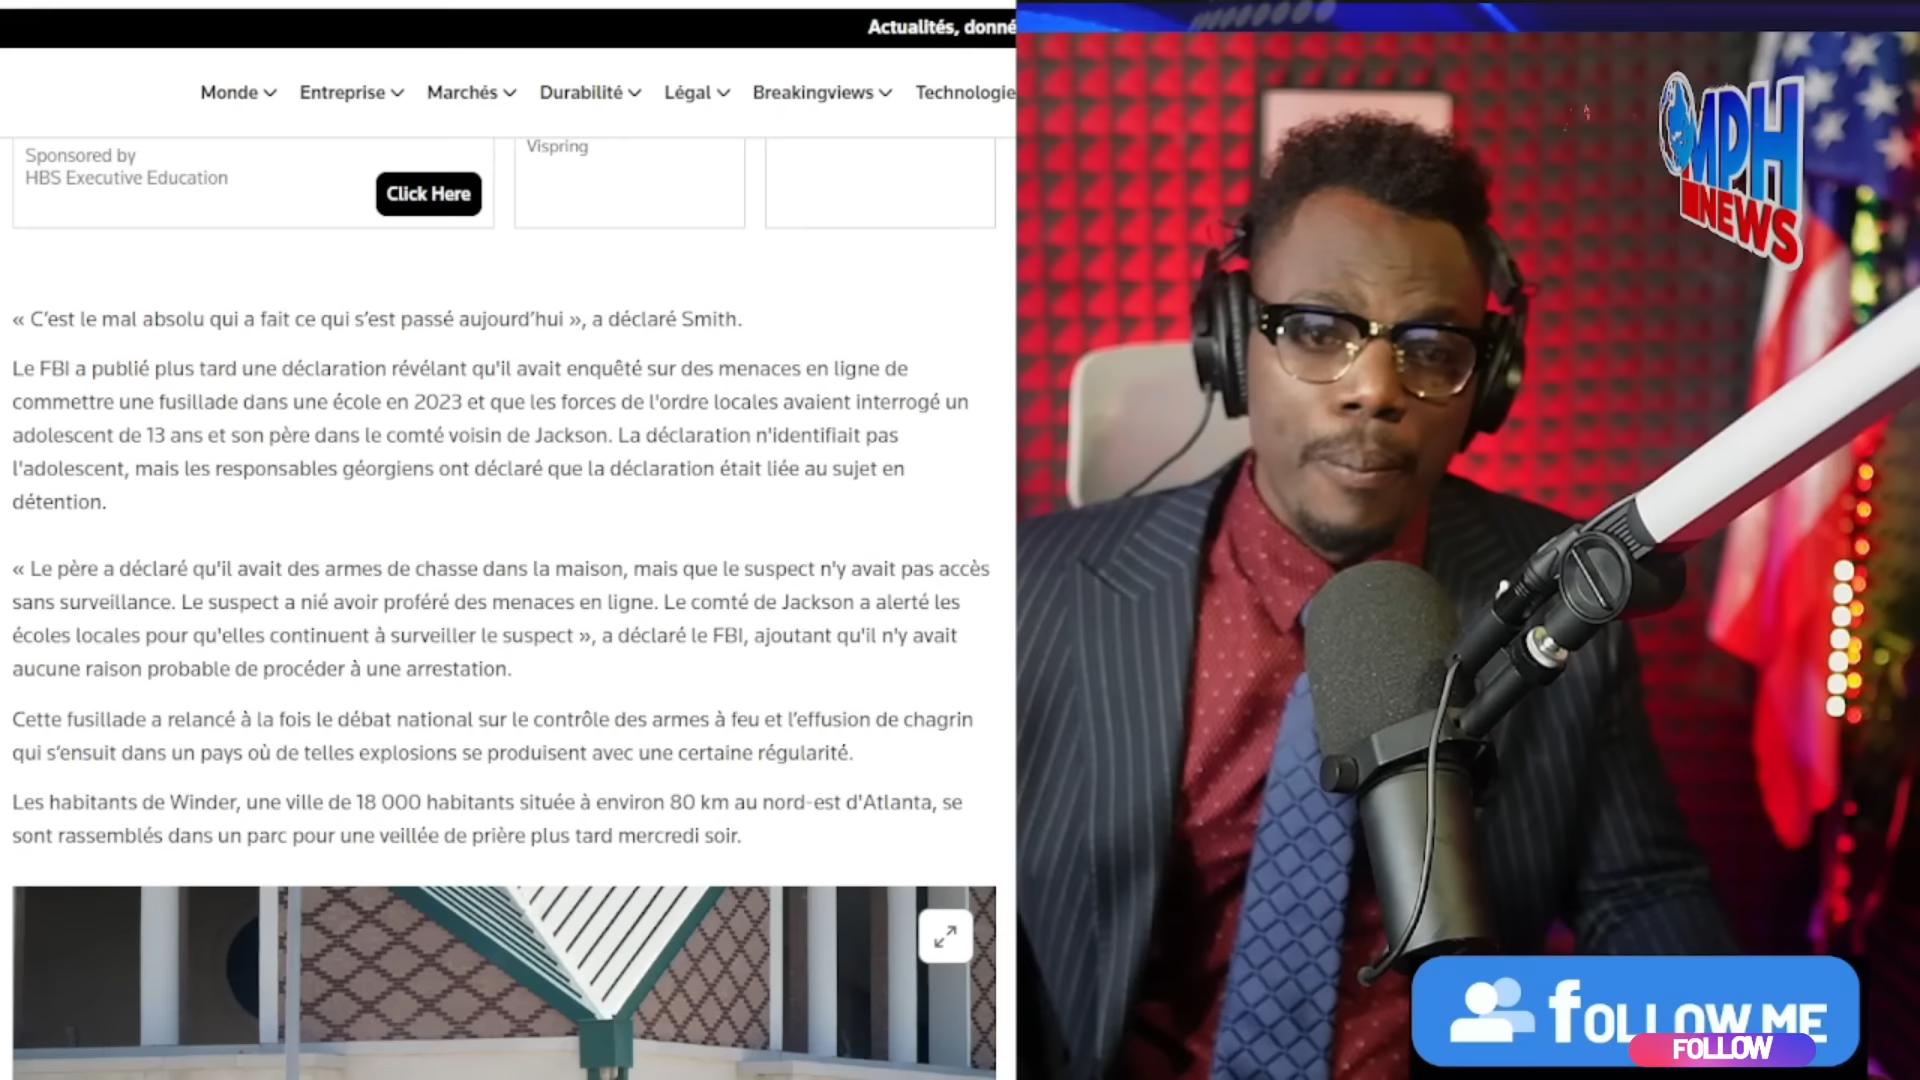 Actualités, donné
Monde
Entreprise
Marchés
Durabilité
Légal
Breakingviews
Technologie
Sponsored by
HBS Executive Education
Click Here
Vispring
« C’est le mal absolu qui a fait ce qui s’est passé aujourd’hui », a déclaré Smith.
Le FBI a publié plus tard une déclaration révélant qu'il avait enquêté sur des menaces en ligne de
commettre une fusillade dans une école en 2023 et que les forces de l'ordre locales avaient interrogé un
adolescent de 13 ans et son père dans le comté voisin de Jackson. La déclaration n'identifiait pas
l'adolescent, mais les responsables géorgiens ont déclaré que la déclaration était liée au sujet en
détention.
« Le père a déclaré qu'il avait des armes de chasse dans la maison, mais que le suspect n'y avait pas accès
sans surveillance. Le suspect a nié avoir proféré des menaces en ligne. Le comté de Jackson a alerté les
écoles locales pour qu'elles continuent à surveiller le suspect », a déclaré le FBI, ajoutant qu'il n'y avait
aucune raison probable de procéder à une arrestation.
Cette fusillade a relancé à la fois le débat national sur le contrôle des armes à feu et l’effusion de chagrin
qui s’ensuit dans un pays où de telles explosions se produisent avec une certaine régularité.
Les habitants de Winder, une ville de 18 000 habitants située à environ 80 km au nord-est d'Atlanta, se
sont rassemblés dans un parc pour une veillée de prière plus tard mercredi soir.
MPH
NEWS
FOLLOW ME
FOLLOW